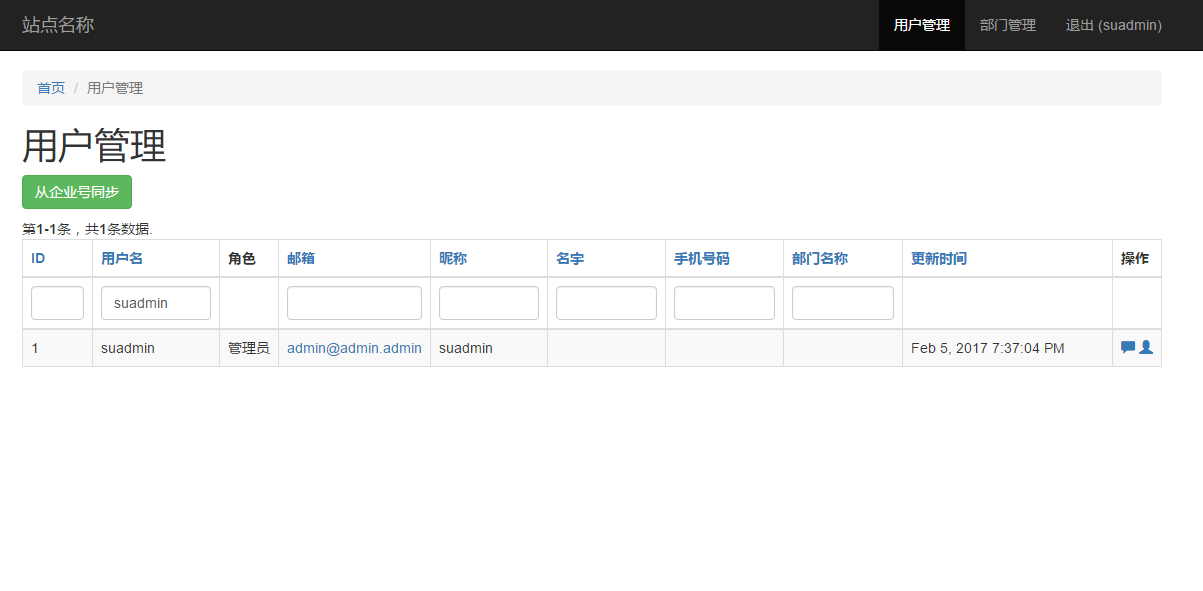 站点名称 用户管理 部门管理 退出 (suadmin)
首页 / 用户管理
用户管理
从企业号同步
第1-1条，共1条数据.
ID 用户名 角色 邮箱 昵称 名字 手机号码 部门名称 更新时间 操作
suadmin
1 suadmin 管理员 admin@admin.admin suadmin Feb 5, 2017 7:37:04 PM